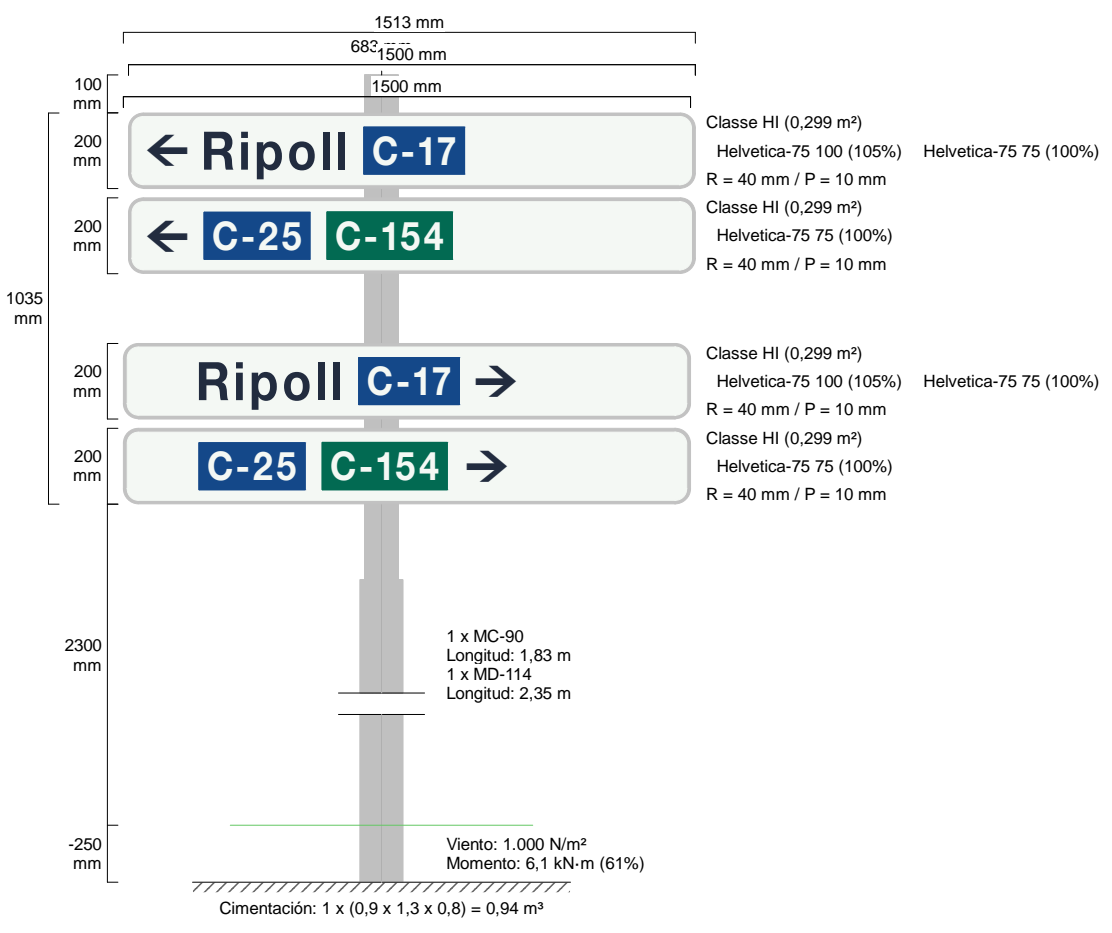 1513 mm
683
1500 mm
1500 mm
100 mm
200 mm
← Ripoll C-17
Classe HI (0,299 m²)
Helvetica-75 100 (105%) Helvetica-75 75 (100%)
R = 40 mm / P = 10 mm
200 mm
← C-25 C-154
Classe HI (0,299 m²)
Helvetica-75 75 (100%)
R = 40 mm / P = 10 mm
1035 mm
200 mm
Ripoll C-17 →
Classe HI (0,299 m²)
Helvetica-75 100 (105%) Helvetica-75 75 (100%)
R = 40 mm / P = 10 mm
200 mm
C-25 C-154 →
Classe HI (0,299 m²)
Helvetica-75 75 (100%)
R = 40 mm / P = 10 mm
2300 mm
1 x MC-90
Longitud: 1,83 m
1 x MD-114
Longitud: 2,35 m
-250 mm
Viento: 1.000 N/m²
Momento: 6,1 kN·m (61%)
Cimentación: 1 x (0,9 x 1,3 x 0,8) = 0,94 m³